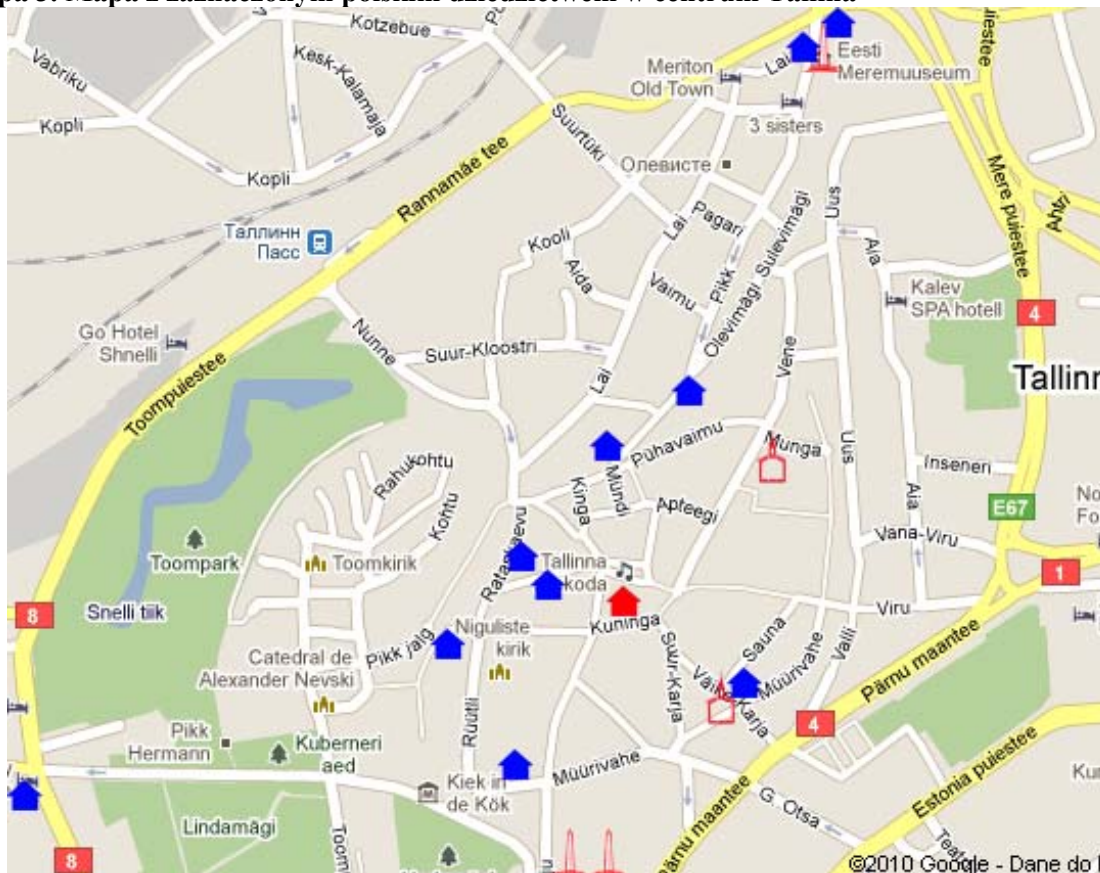 Mapa z zaznaczonym polskim dziedzictwem w centrum
Kotzebue
Vabriku
Kesk-Kalamaja
Kopli
Kopli
Suurtüki
Rannamäe tee
Meriton
Old Town
Lai
Eesti
Meremuuseum
3 sisters
Олевисте
Pagari
Uus
Mere puiestee
Ahtri
Таллинн
Пасс
Kooli
Aida
Lai
Vaimu
Pikk
Olevimägi
Sulevimägi
Aia
Kalev
SPA hotell
4
Go Hotel
Shnelli
Nunne
Suur-Kloostri
Lai
Vene
Toompuiestee
Pühavaimu
Munga
Uus
Inseneri
Rahukohtu
Kohtu
Kinga
Mündi
Apteegi
Aia
E67
Toompark
Toomkirik
Rataskaevu
Tallinna
koda
Vana-Viru
1
8
Snelli tiik
Viru
Kuninga
Niguliste
kirik
Pikk jalg
Catedral de
Alexander Nevski
Suur-Karja
Väike-Karja
Sauna
Müürivahe
Valli
Pärnu maantee
4
Pikk
Hermann
Kuberneri
aed
Rüütli
Kiek in
de Kök
Müürivahe
G. Otsa
Estonia puiestee
Lindamägi
8
Pärnu maantee
©2010 Google - Dane do